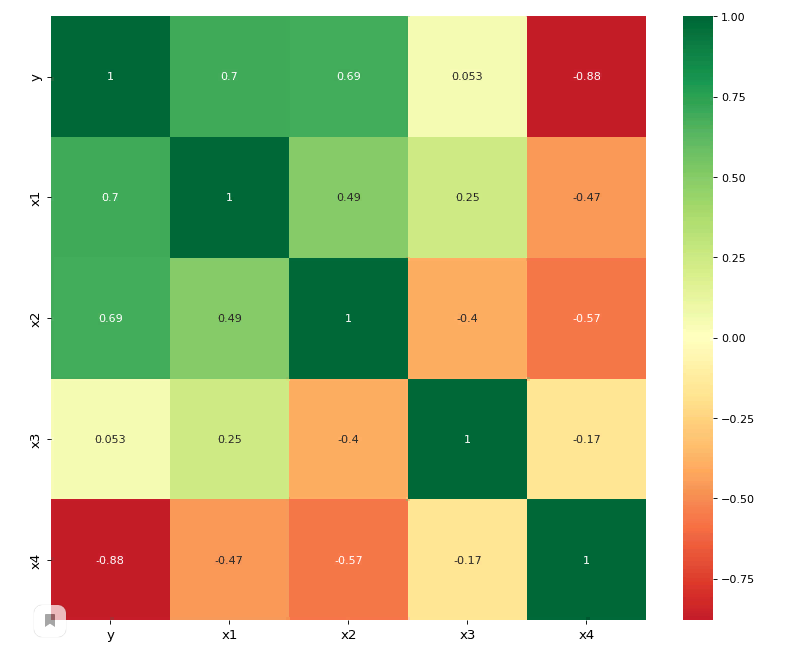 y 1 0.7 0.69 0.053 -0.88
x1 0.7 1 0.49 0.25 -0.47
x2 0.69 0.49 1 -0.4 -0.57
x3 0.053 0.25 -0.4 1 -0.17
x4 -0.88 -0.47 -0.57 -0.17 1
y x1 x2 x3 x4
1.00
0.75
0.50
0.25
0.00
−0.25
−0.50
−0.75